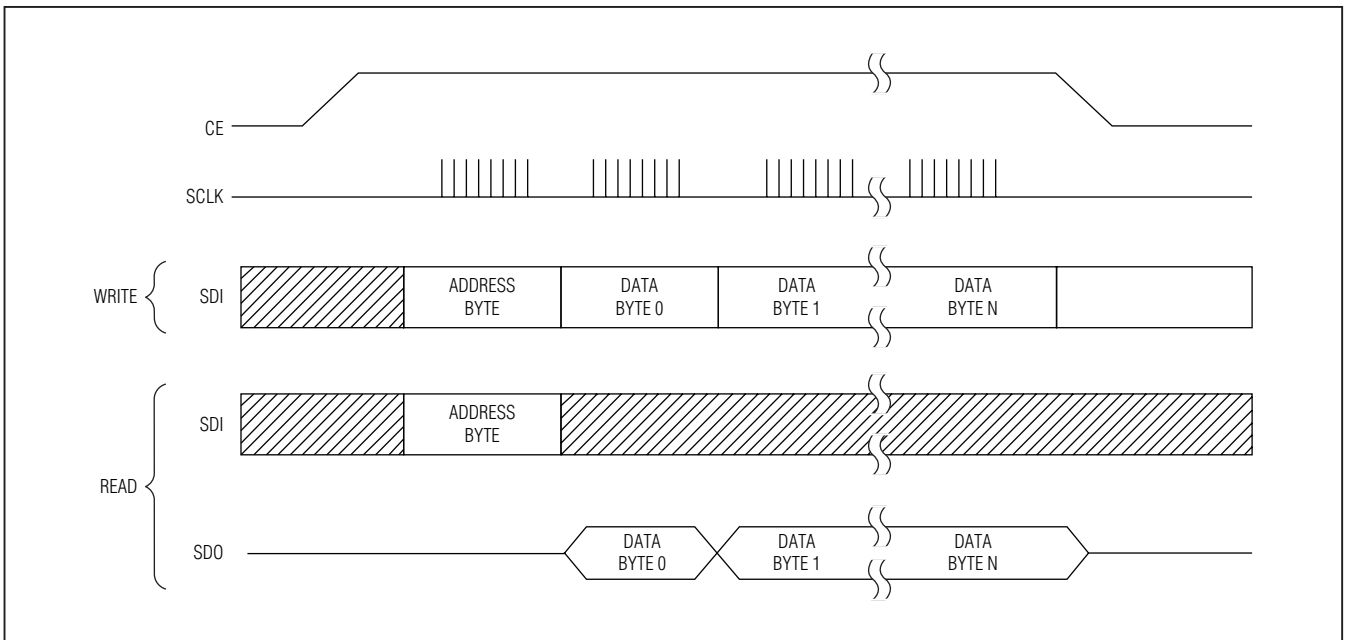 CE
SCLK
WRITE
SDI
ADDRESS
BYTE
DATA
BYTE 0
DATA
BYTE 1
DATA
BYTE N
READ
SDI
ADDRESS
BYTE
SDO
DATA
BYTE 0
DATA
BYTE 1
DATA
BYTE N